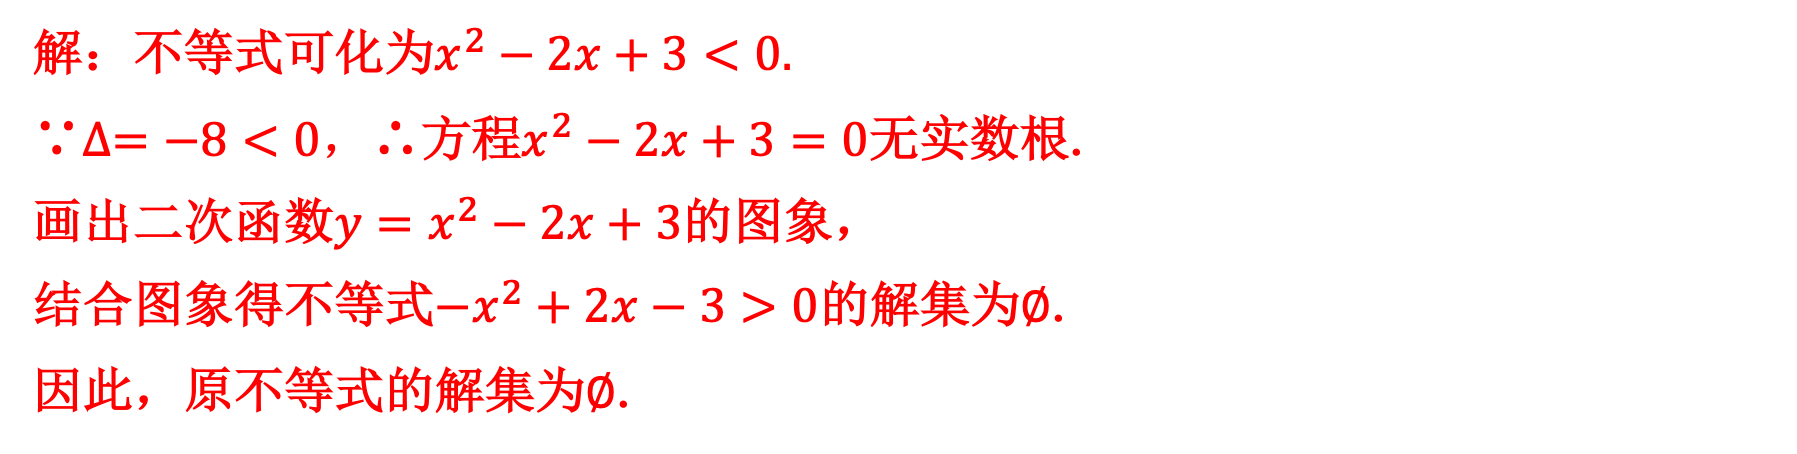 解：不等式可化为x² − 2x + 3 < 0.
∵Δ= −8 < 0，∴方程x² − 2x + 3 = 0无实数根.
画出二次函数y = x² − 2x + 3的图象，
结合图象得不等式−x² + 2x − 3 > 0的解集为∅.
因此，原不等式的解集为∅.